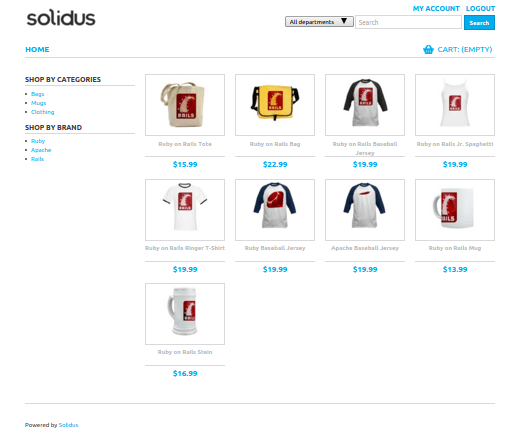 solidus
MY ACCOUNT LOGOUT
All departments Search Search
HOME CART: (EMPTY)
SHOP BY CATEGORIES
Bags
Mugs
Clothing
SHOP BY BRAND
Ruby
Apache
Rails
RAILS RAILS RAILS RAILS
Ruby on Rails Tote Ruby on Rails Bag Ruby on Rails Baseball Ruby on Rails Jr. Spaghetti
Jersey
$15.99 $22.99 $19.99 $19.99
RAILS RAILS
Ruby on Rails Ringer T-Shirt Ruby Baseball Jersey Apache Baseball Jersey Ruby on Rails Mug
$19.99 $19.99 $19.99 $13.99
Ruby on Rails Stein
$16.99
Powered by Solidus